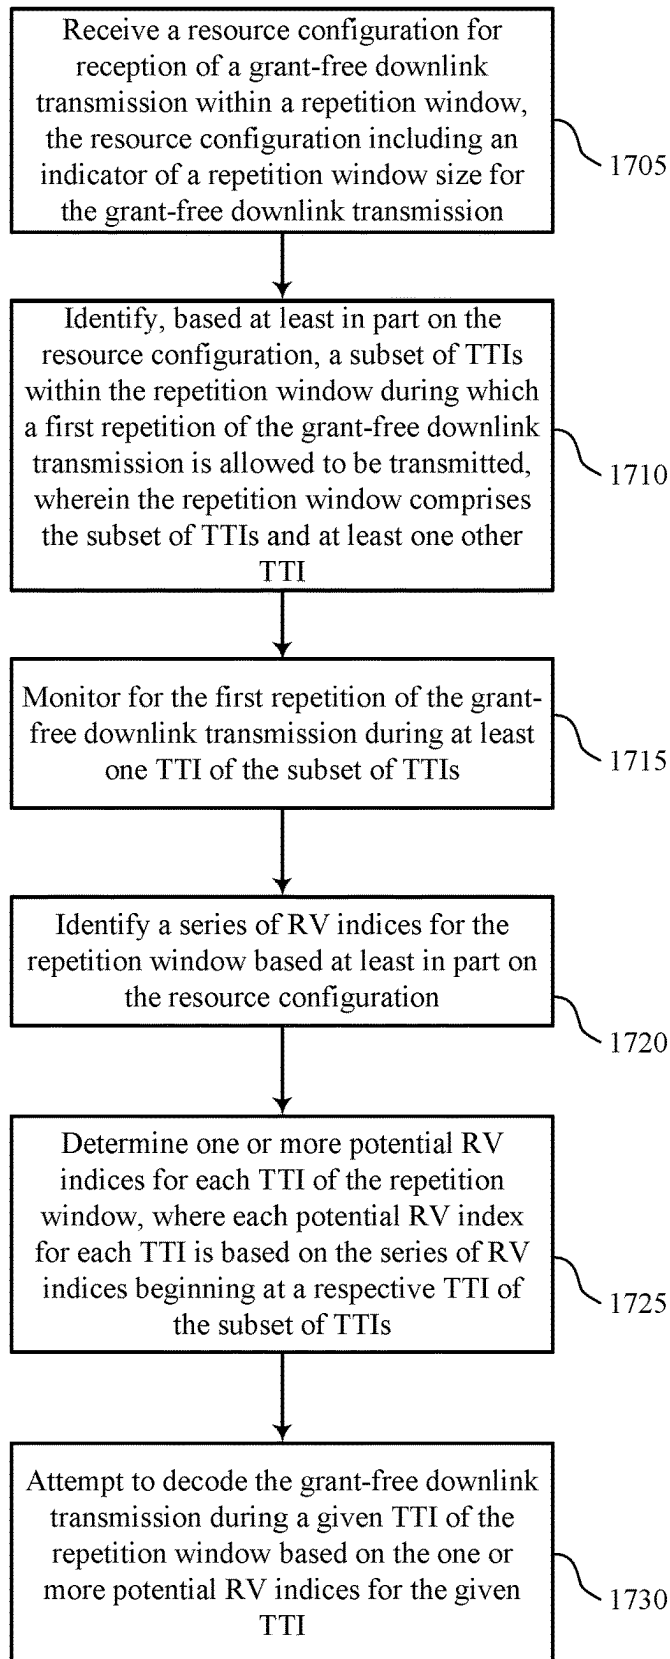 Receive a resource configuration for
reception of a grant-free downlink
transmission within a repetition window,
the resource configuration including an
indicator of a repetition window size for
the grant-free downlink transmission
1705
Identify, based at least in part on the
resource configuration, a subset of TTIs
within the repetition window during which
a first repetition of the grant-free downlink
transmission is allowed to be transmitted,
wherein the repetition window comprises
the subset of TTIs and at least one other
TTI
1710
Monitor for the first repetition of the grant-
free downlink transmission during at least
one TTI of the subset of TTIs
1715
Identify a series of RV indices for the
repetition window based at least in part on
the resource configuration
1720
Determine one or more potential RV
indices for each TTI of the repetition
window, where each potential RV index
for each TTI is based on the series of RV
indices beginning at a respective TTI of
the subset of TTIs
1725
Attempt to decode the grant-free downlink
transmission during a given TTI of the
repetition window based on the one or
more potential RV indices for the given
TTI
1730